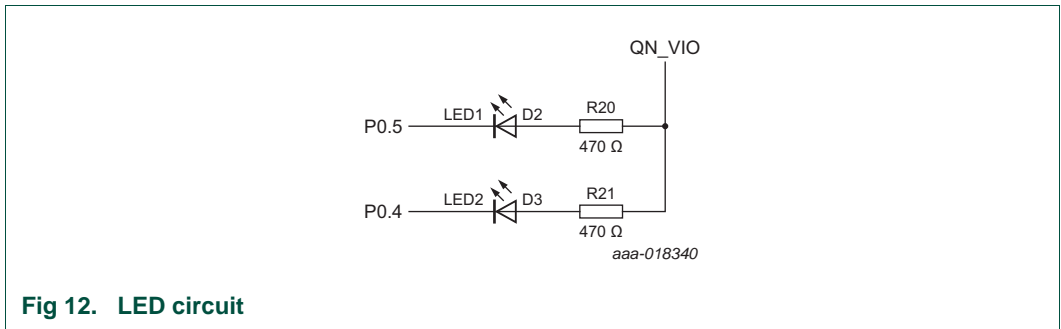 QN_VIO
P0.5 LED1 D2 R20
470 Ω
P0.4 LED2 D3 R21
470 Ω
aaa-018340
Fig 12. LED circuit